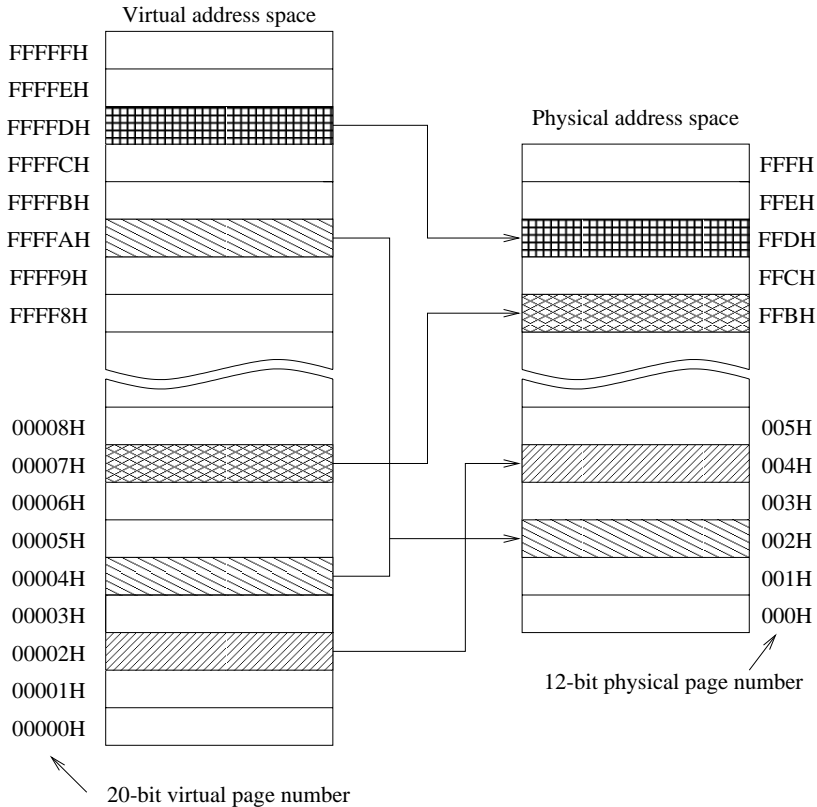 Virtual address space
FFFFFH
FFFFEH
FFFFDH
FFFFCH
FFFFBH
FFFFAH
FFFF9H
FFFF8H
00008H
00007H
00006H
00005H
00004H
00003H
00002H
00001H
00000H
20-bit virtual page number
Physical address space
FFFH
FFEH
FFDH
FFCH
FFBH
005H
004H
003H
002H
001H
000H
12-bit physical page number